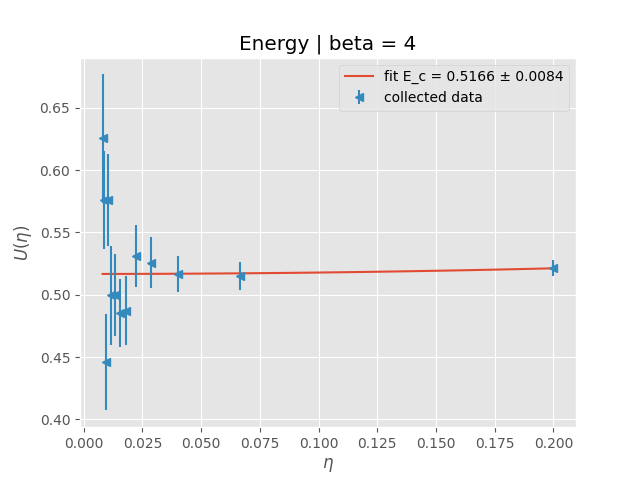 Energy | beta = 4
fit E_c = 0.5166 ± 0.0084
collected data
U(η)
0.65
0.60
0.55
0.50
0.45
0.40
0.000 0.025 0.050 0.075 0.100 0.125 0.150 0.175 0.200
η